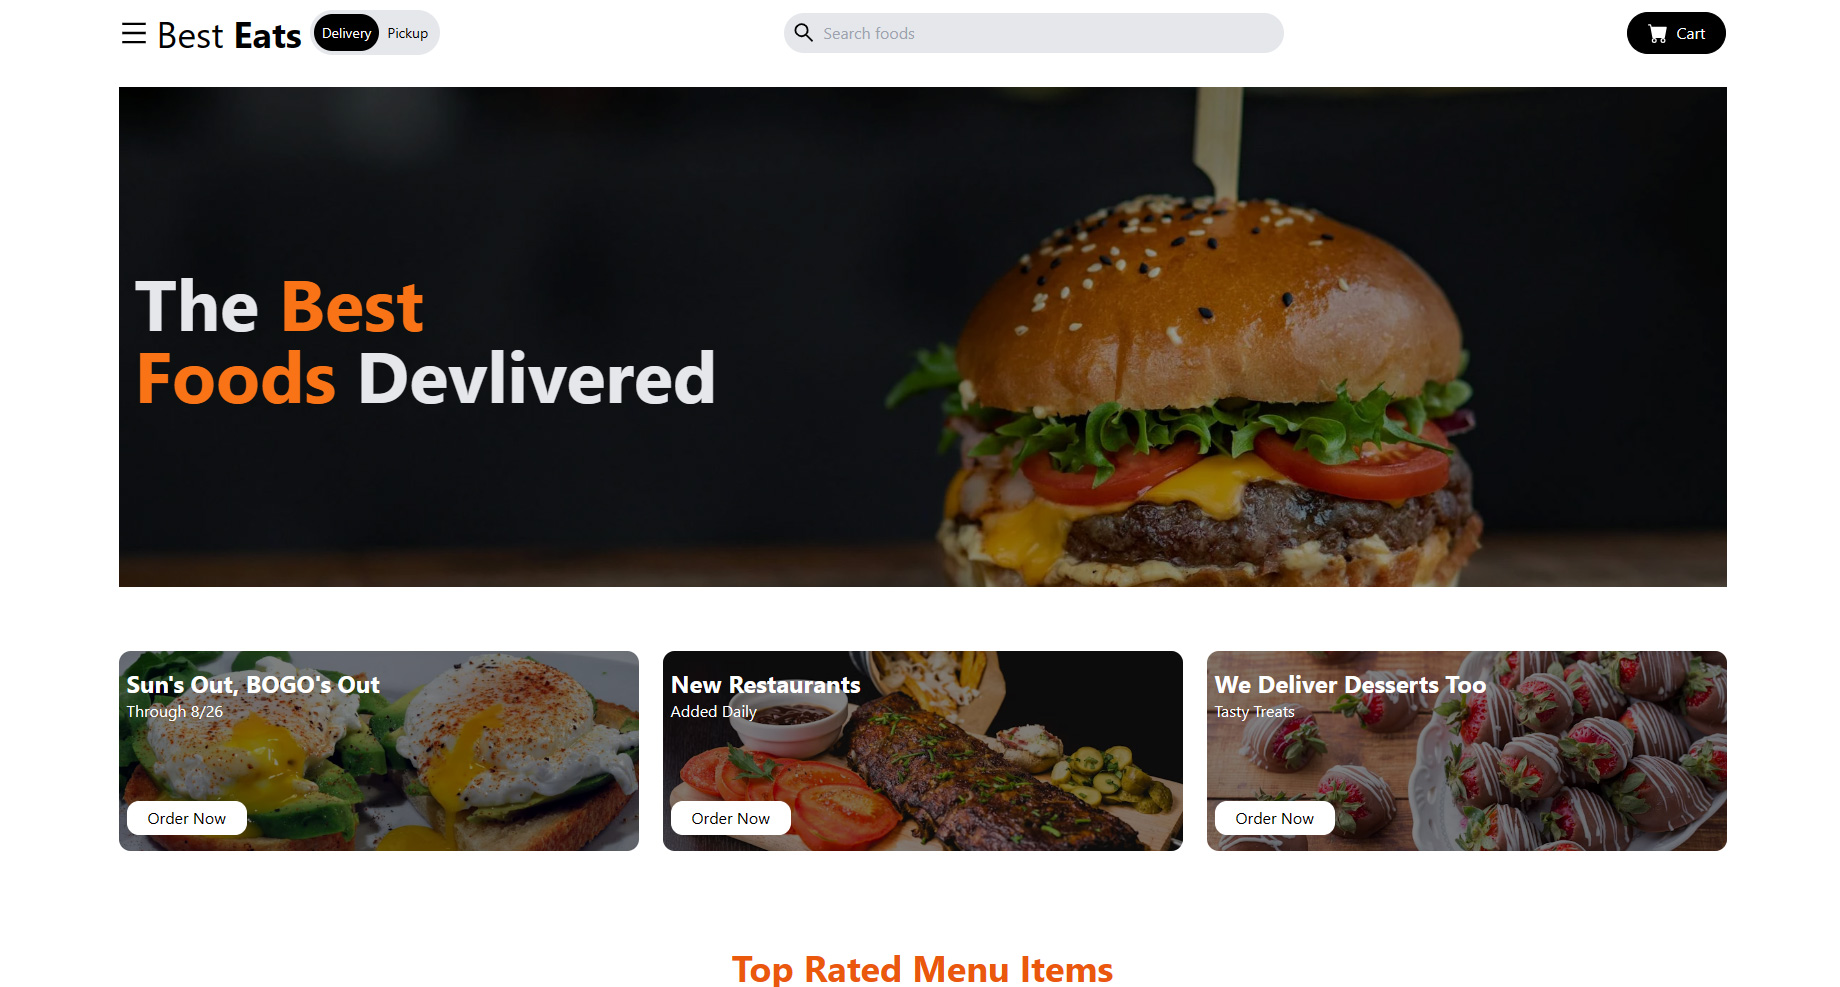 Best Eats
Delivery Pickup
Search foods
Cart
The Best
Foods Devlivered
Sun's Out, BOGO's Out
Through 8/26
Order Now
New Restaurants
Added Daily
Order Now
We Deliver Desserts Too
Tasty Treats
Order Now
Top Rated Menu Items